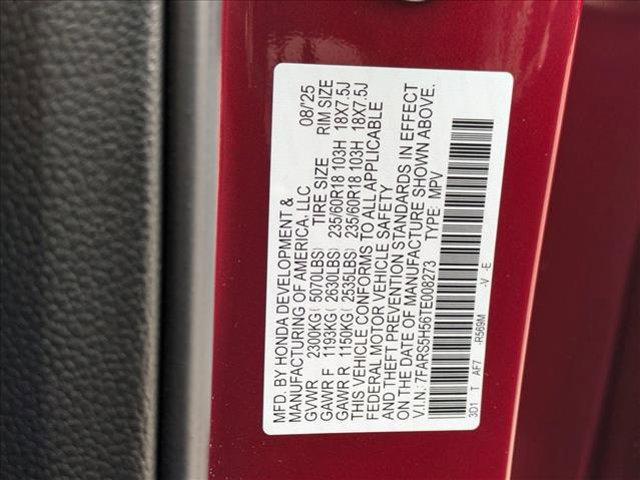 MFD. BY HONDA DEVELOPMENT &
MANUFACTURING OF AMERICA, LLC 08/'25
GVWR 2300KG( 5070LBS) TIRE SIZE RIM SIZE
GAWR F 1193KG( 2630LBS) 235/60R18 103H 18X7.5J
GAWR R 1150KG( 2535LBS) 235/60R18 103H 18X7.5J
THIS VEHICLE CONFORMS TO ALL APPLICABLE
FEDERAL MOTOR VEHICLE SAFETY
AND THEFT PREVENTION STANDARDS IN EFFECT
ON THE DATE OF MANUFACTURE SHOWN ABOVE.
V.I.N.: 7FARS5H56TE008273 TYPE: MPV
3D1 T AF7 -R569M -V -E